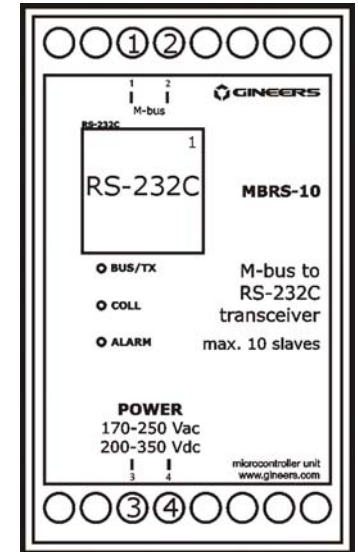 1 2
1 2
M-bus
GINEERS
RS-232C
1
RS-232C
MBRS-10
BUS/TX
COLL
ALARM
M-bus to
RS-232C
transceiver
max. 10 slaves
POWER
170-250 Vac
200-350 Vdc
3 4
microcontroller unit
www.gineers.com
3 4